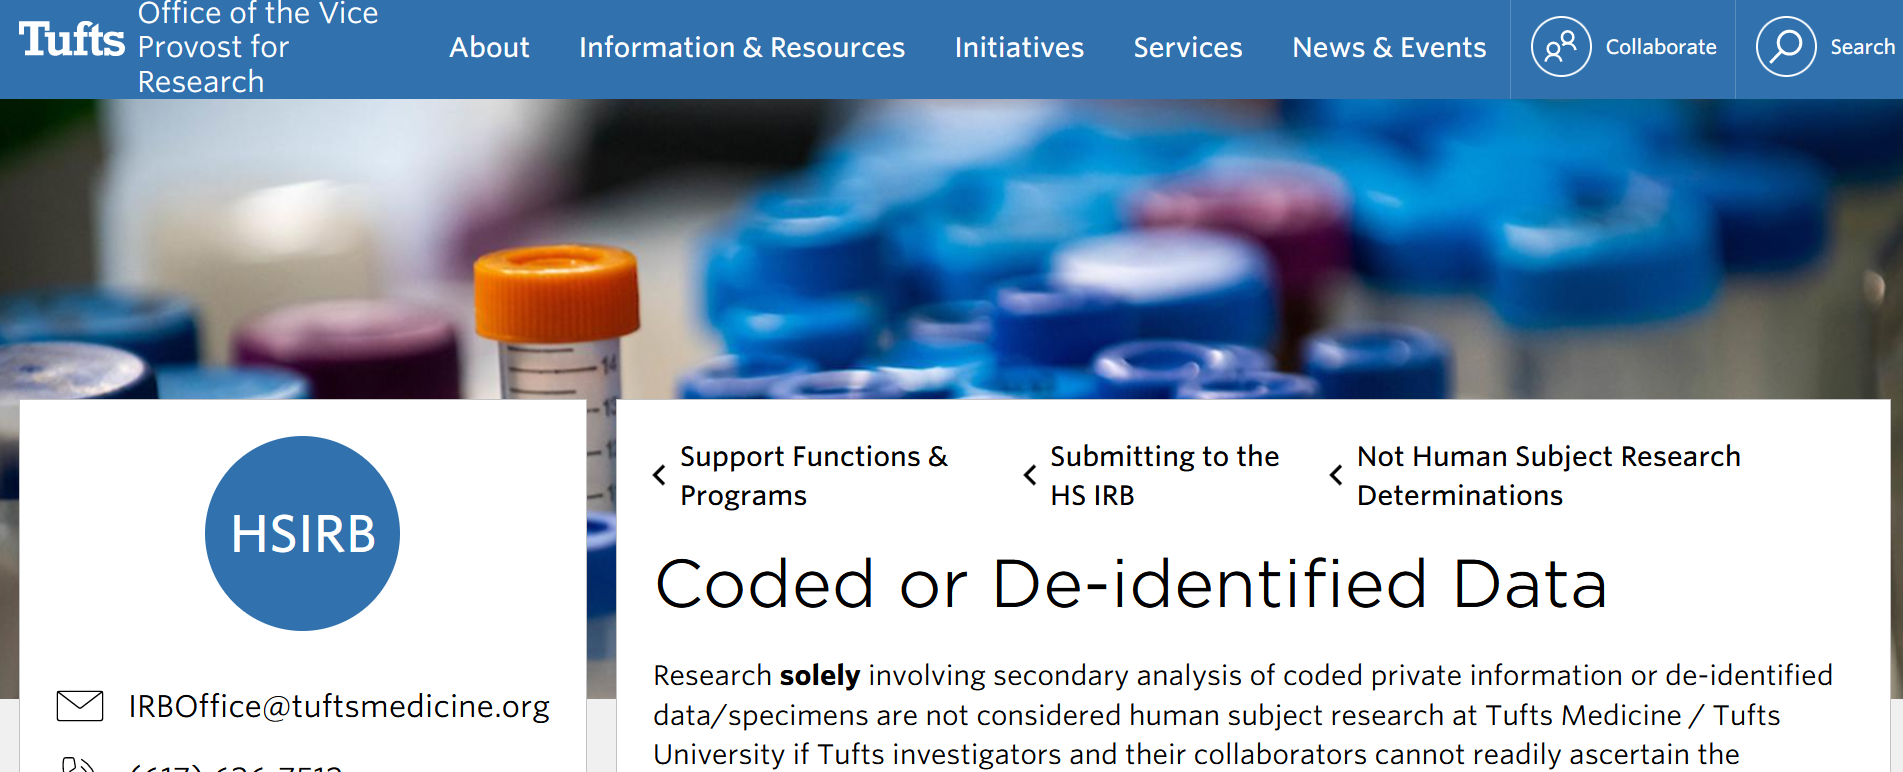 Tufts
Office of the Vice
Provost for
Research
About
Information & Resources
Initiatives
Services
News & Events
Collaborate
Search
14
HSIRB
IRBOffice@tuftsmedicine.org
Support Functions &
Programs
Submitting to the
HS IRB
Not Human Subject Research
Determinations
Coded or De-identified Data
Research solely involving secondary analysis of coded private information or de-identified
data/specimens are not considered human subject research at Tufts Medicine / Tufts
University if Tufts investigators and their collaborators cannot readily ascertain the